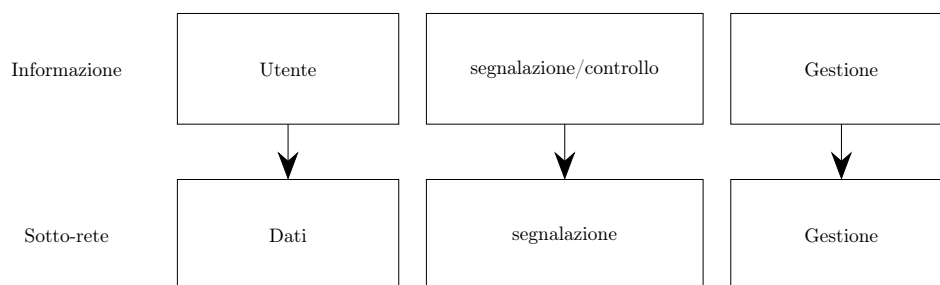 Informazione Utente segnalazione/controllo Gestione
Sotto-rete Dati segnalazione Gestione